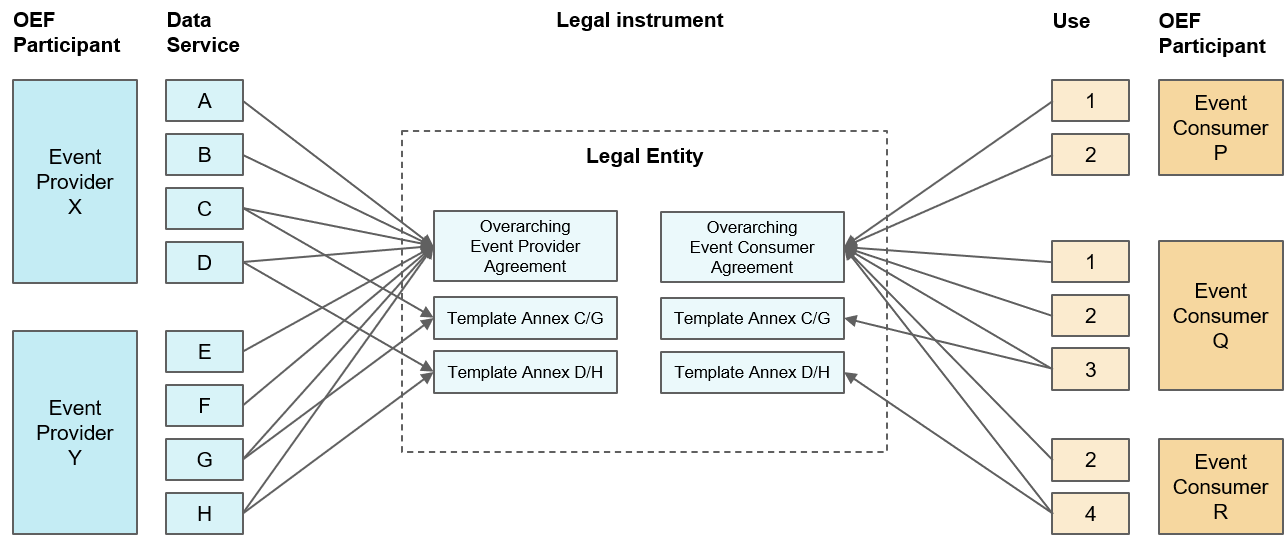 OEF
Participant
Data
Service
Legal instrument
Use
OEF
Participant
Event
Provider
X
A
B
C
D
Event
Provider
Y
E
F
G
H
Legal Entity
Overarching
Event Provider
Agreement
Template Annex C/G
Template Annex D/H
Overarching
Event Consumer
Agreement
Template Annex C/G
Template Annex D/H
1
2
Event
Consumer
P
1
2
3
Event
Consumer
Q
2
4
Event
Consumer
R